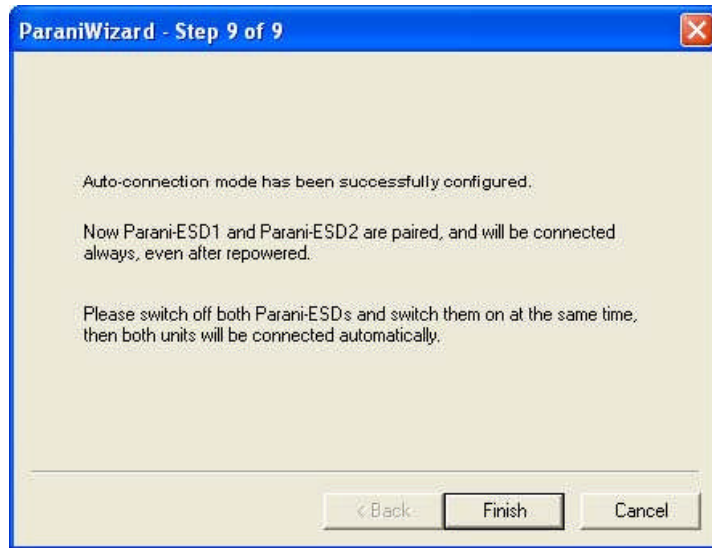 ParaniWizard - Step 9 of 9
Auto-connection mode has been successfully configured.
Now Parani-ESD1 and Parani-ESD2 are paired, and will be connected
always, even after repowered.
Please switch off both Parani-ESDs and switch them on at the same time,
then both units will be connected automatically.
< Back
Finish
Cancel